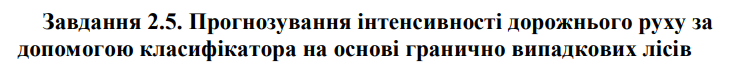 Завдання 2.5. Прогнозування інтенсивності дорожнього руху за
допомогою класифікатора на основі гранично випадкових лісів